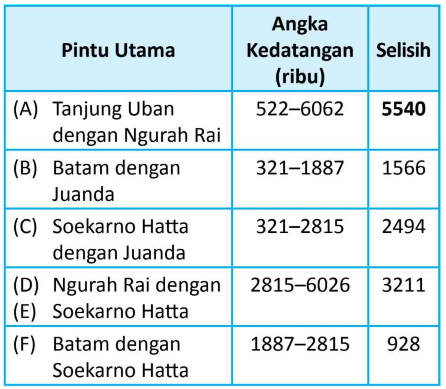 Pintu Utama
Angka
Kedatangan
(ribu)
Selisih
(A) Tanjung Uban
dengan Ngurah Rai
522–6062
5540
(B) Batam dengan
Juanda
321–1887
1566
(C) Soekarno Hatta
dengan Juanda
321–2815
2494
(D) Ngurah Rai dengan
(E) Soekarno Hatta
2815–6026
3211
(F) Batam dengan
Soekarno Hatta
1887–2815
928